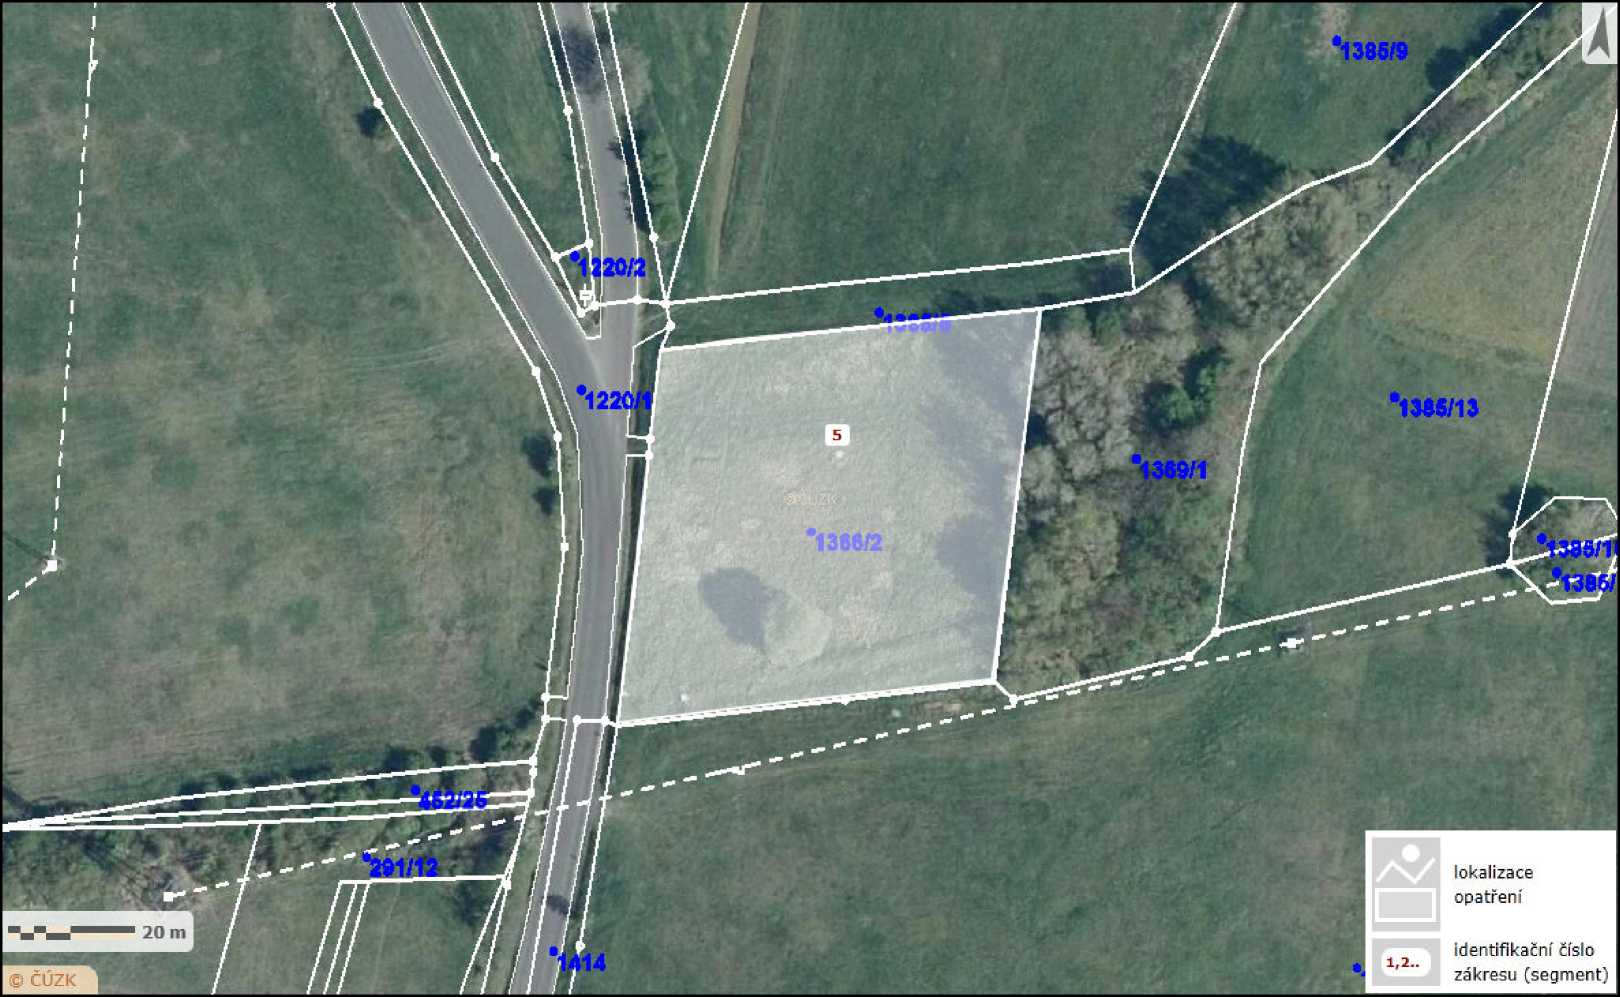 1385/9
1220/2
1220/1
1385/13
5
1369/1
© ČÚZK
1366/2
452/25
291/12
20 m
lokalizace
opatření
1,2..
identifikační číslo
zákresu (segment)
© ČÚZK
1414